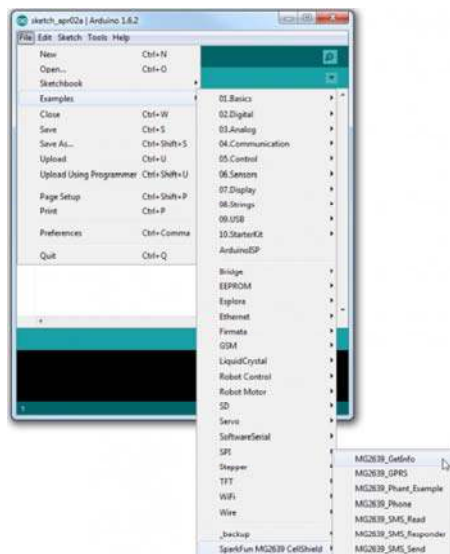 sketch_apr02a | Arduino 1.6.2
File Edit Sketch Tools Help
New Ctrl+N
Open... Ctrl+O
Sketchbook
Examples
Close Ctrl+W
Save Ctrl+S
Save As... Ctrl+Shift+S
Upload Ctrl+U
Upload Using Programmer Ctrl+Shift+U
Page Setup Ctrl+Shift+P
Print Ctrl+P
Preferences Ctrl+Comma
Quit Ctrl+Q
01.Basics
02.Digital
03.Analog
04.Communication
05.Control
06.Sensors
07.Display
08.Strings
09.USB
10.StarterKit
ArduinoISP
Bridge
EEPROM
Esplora
Ethernet
Firmata
GSM
LiquidCrystal
Robot Control
Robot Motor
SD
Servo
SoftwareSerial
SPI
Stepper
TFT
WiFi
Wire
_backup
SparkFun MG2639 CellShield
MG2639_GetInfo
MG2639_GPRS
MG2639_Phant_Example
MG2639_Phone
MG2639_SMS_Read
MG2639_SMS_Responder
MG2639_SMS_Send
1